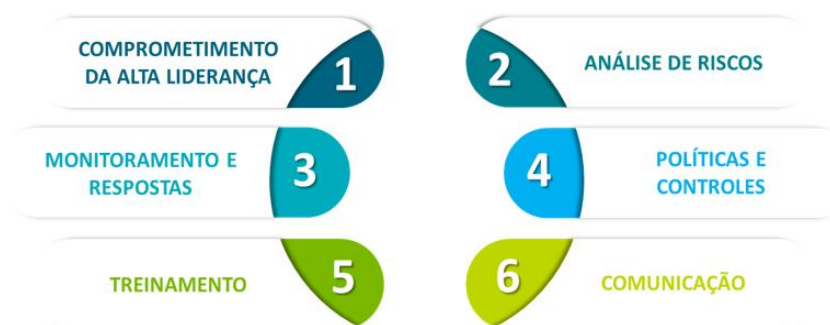 COMPROMETIMENTO
DA ALTA LIDERANÇA
1
2
ANÁLISE DE RISCOS
MONITORAMENTO E
RESPOSTAS
3
4
POLÍTICAS E
CONTROLES
TREINAMENTO
5
6
COMUNICAÇÃO